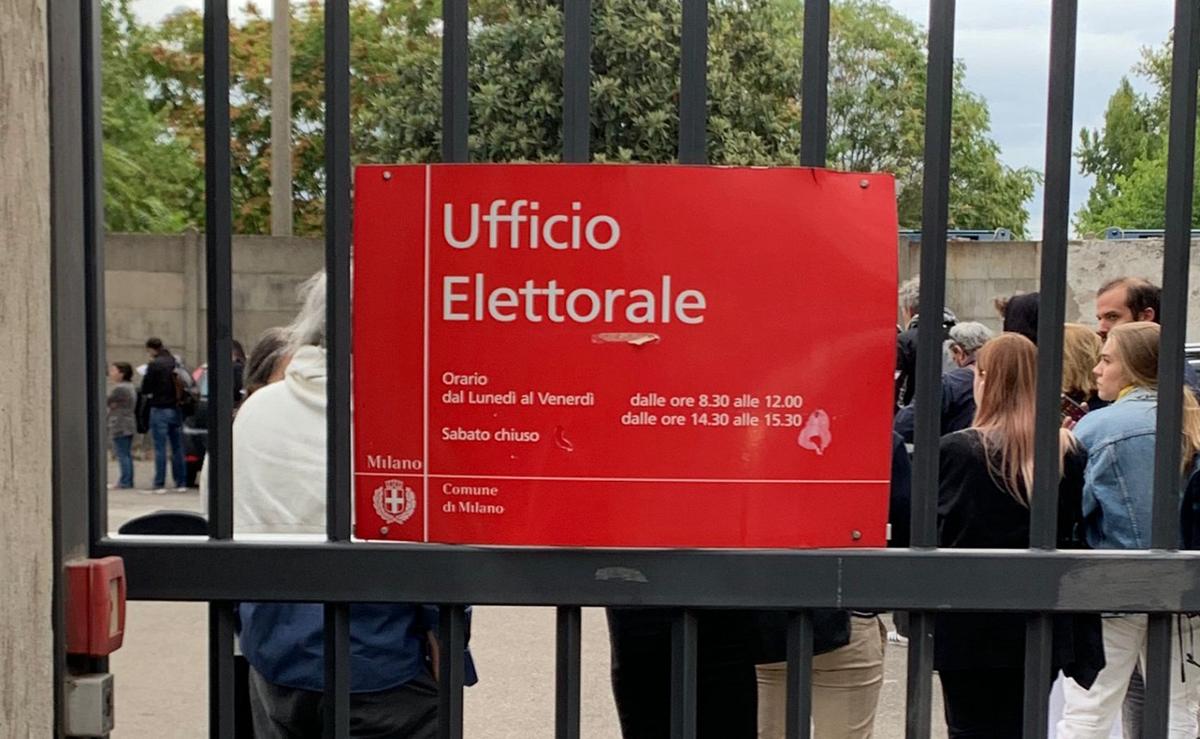 Ufficio
Elettorale
Orario
dal Lunedì al Venerdì dalle ore 8.30 alle 12.00
dalle ore 14.30 alle 15.30
Sabato chiuso
Milano
Comune
di Milano